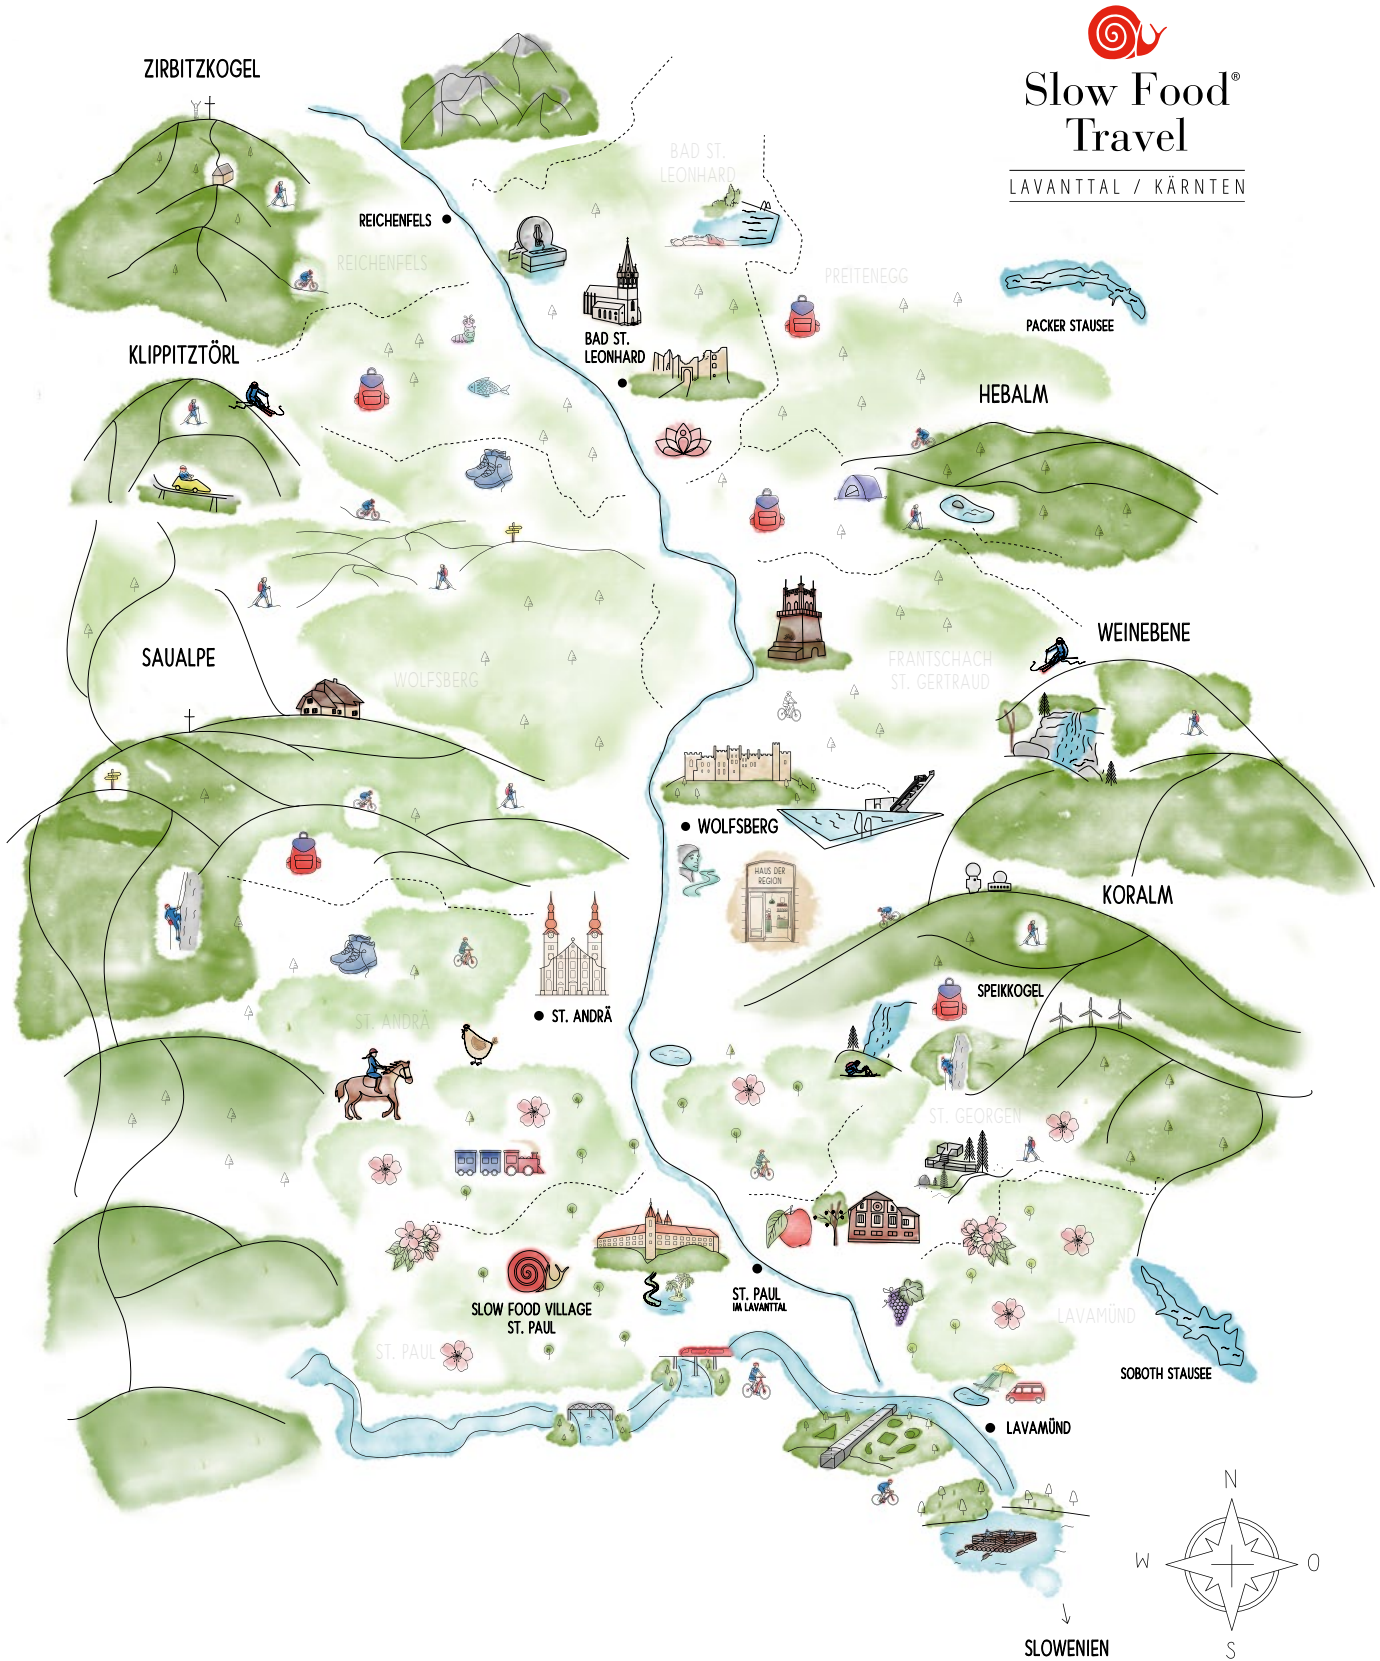 ZIRBITZKOGEL
Slow Food®
Travel
LAVANTTAL / KÄRNTEN
BAD ST.
LEONHARD
REICHENFELS
REICHENFELS
PREITENEGG
PACKER STAUSEE
BAD ST.
LEONHARD
KLIPPITZTÖRL
HEBALM
WEINEBENE
SAUALPE
FRANTSCHACH
ST. GERTRAUD
WOLFSBERG
WOLFSBERG
HAUS DER
REGION
KORALM
SPEIKKOGEL
ST. ANDRÄ
ST. ANDRÄ
ST. GEORGEN
SLOW FOOD VILLAGE
ST. PAUL
ST. PAUL
IM LAVANTTAL
LAVAMÜND
ST. PAUL
SOBOTH STAUSEE
LAVAMÜND
N
W
O
S
SLOWENIEN